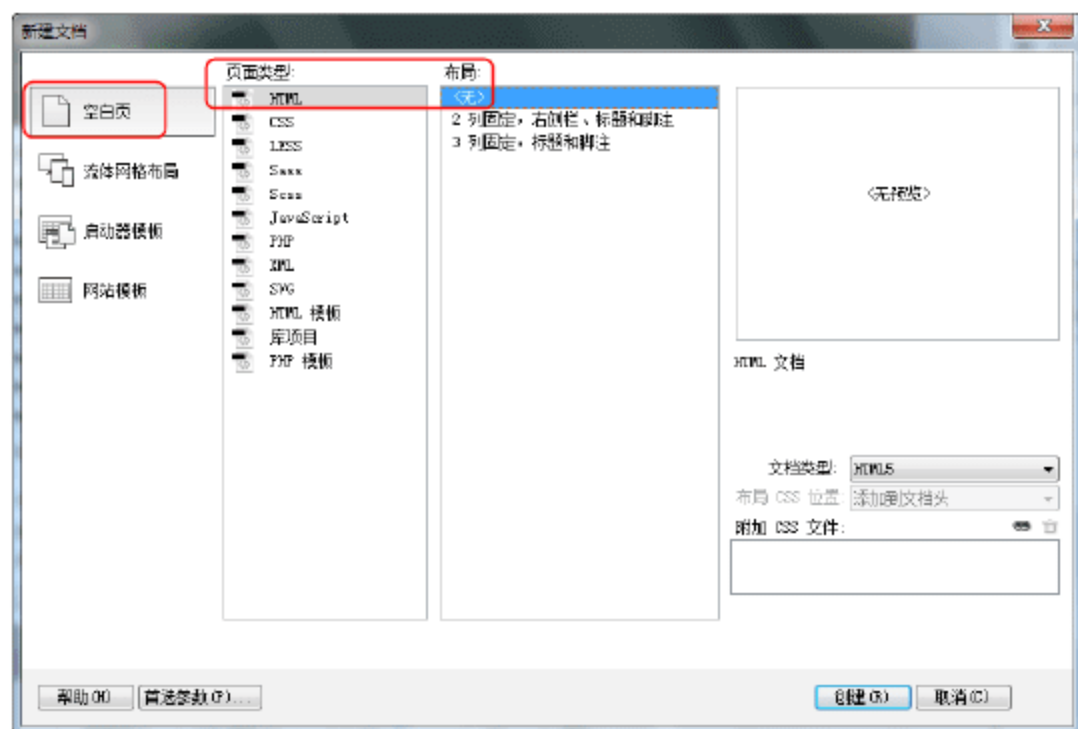 新建文档
空白页
流体网格布局
启动器模板
网站模板
页面类型:
HTML
CSS
LESS
Sass
Scss
JavaScript
PHP
XML
SVG
HTML 模板
库项目
PHP 模板
布局:
<无>
2 列固定，右侧栏、标题和脚注
3 列固定，标题和脚注
<无预览>
HTML 文档
文档类型: HTML5
布局 CSS 位置: 添加到文档头
附加 CSS 文件:
帮助(H) 首选参数(P)... 创建(R) 取消(C)